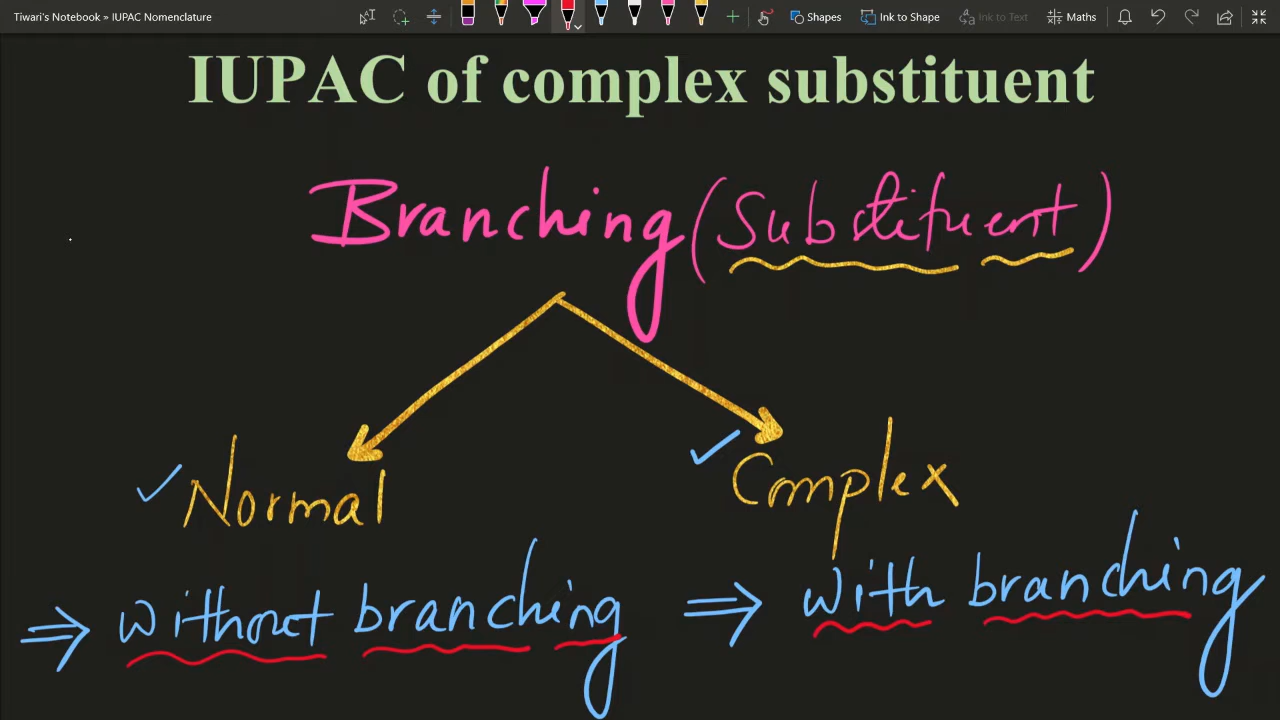 Tiwari's Notebook » IUPAC Nomenclature
Shapes Ink to Shape Ink to Text Maths
IUPAC of complex substituent
Branching (Substituent)
Normal Complex
⇒ without branching ⇒ with branching